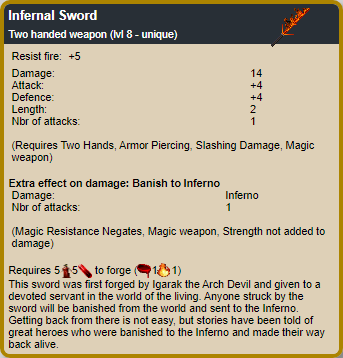 Infernal Sword
Two handed weapon (lvl 8 - unique)
Resist fire: +5
Damage: 14
Attack: +4
Defence: +4
Length: 2
Nbr of attacks: 1
(Requires Two Hands, Armor Piercing, Slashing Damage, Magic
weapon)
Extra effect on damage: Banish to Inferno
Damage: Inferno
Nbr of attacks: 1
(Magic Resistance Negates, Magic weapon, Strength not added to
damage)
Requires 5 5 to forge ( 1 1)
This sword was first forged by Igarak the Arch Devil and given to a
devoted servant in the world of the living. Anyone struck by the
sword will be banished from the world and sent to the Inferno.
Getting back from there is not easy, but stories have been told of
great heroes who were banished to the Inferno and made their way
back alive.